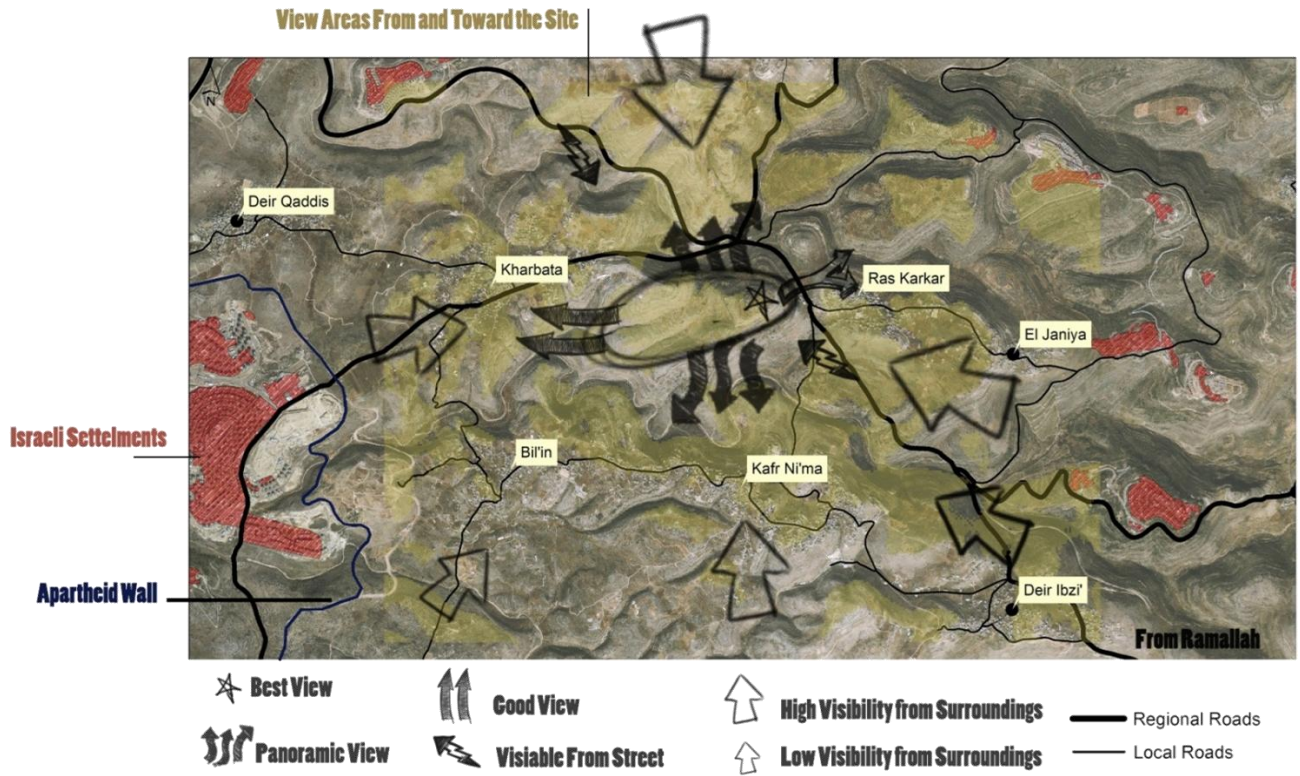 View Areas From and Toward the Site
N
Deir Qaddis
Kharbata
Ras Karkar
El Janiya
Israeli Settelments
Bil'in
Kafr Ni'ma
Apartheid Wall
Deir Ibzi'
From Ramallah
Best View
Good View
High Visibility from Surroundings
Regional Roads
Panoramic View
Visiable From Street
Low Visibility from Surroundings
Local Roads